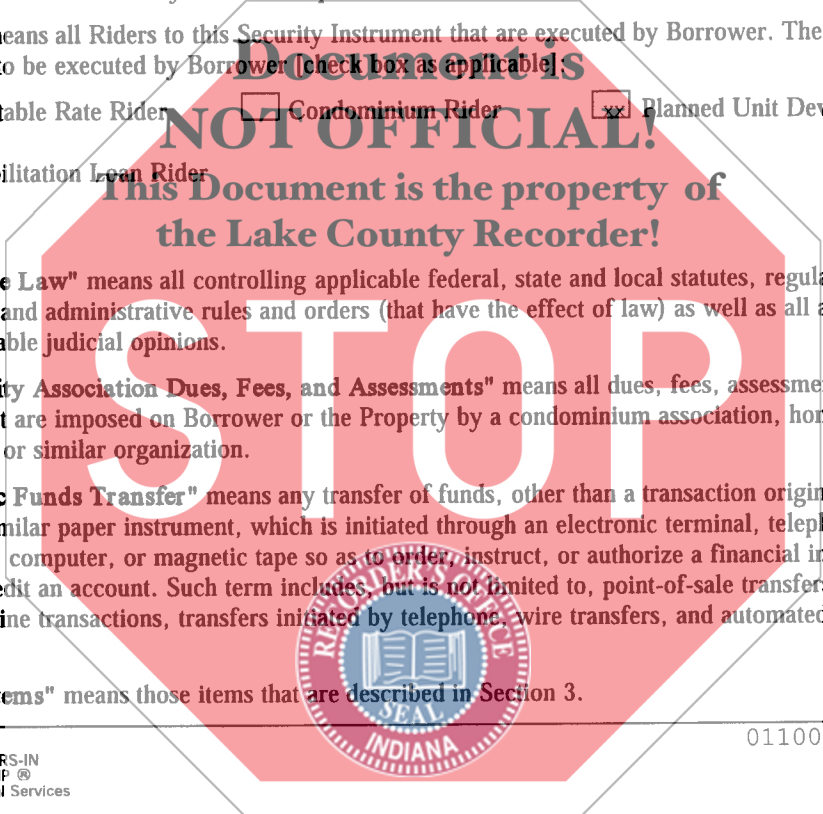 eans all Riders to this Security Instrument that are executed by Borrower. The
o be executed by Borrower [check box as applicable]:
Document is
table Rate Rider Condominium Rider xx Planned Unit Dev
NOT OFFICIAL!
ilitation Loan Rider
This Document is the property of
the Lake County Recorder!
e Law" means all controlling applicable federal, state and local statutes, regula
and administrative rules and orders (that have the effect of law) as well as all a
able judicial opinions.
STOP
ty Association Dues, Fees, and Assessments" means all dues, fees, assessme
t are imposed on Borrower or the Property by a condominium association, hor
or similar organization.
c Funds Transfer" means any transfer of funds, other than a transaction origin
milar paper instrument, which is initiated through an electronic terminal, teleph
computer, or magnetic tape so as to order, instruct, or authorize a financial in
edit an account. Such term includes, but is not limited to, point-of-sale transfer
ine transactions, transfers initiated by telephone, wire transfers, and automated
RECORDER'S OFFICE
ems" means those items that are described in Section 3.
SEAL
INDIANA
01100
RS-IN
P ®
l Services